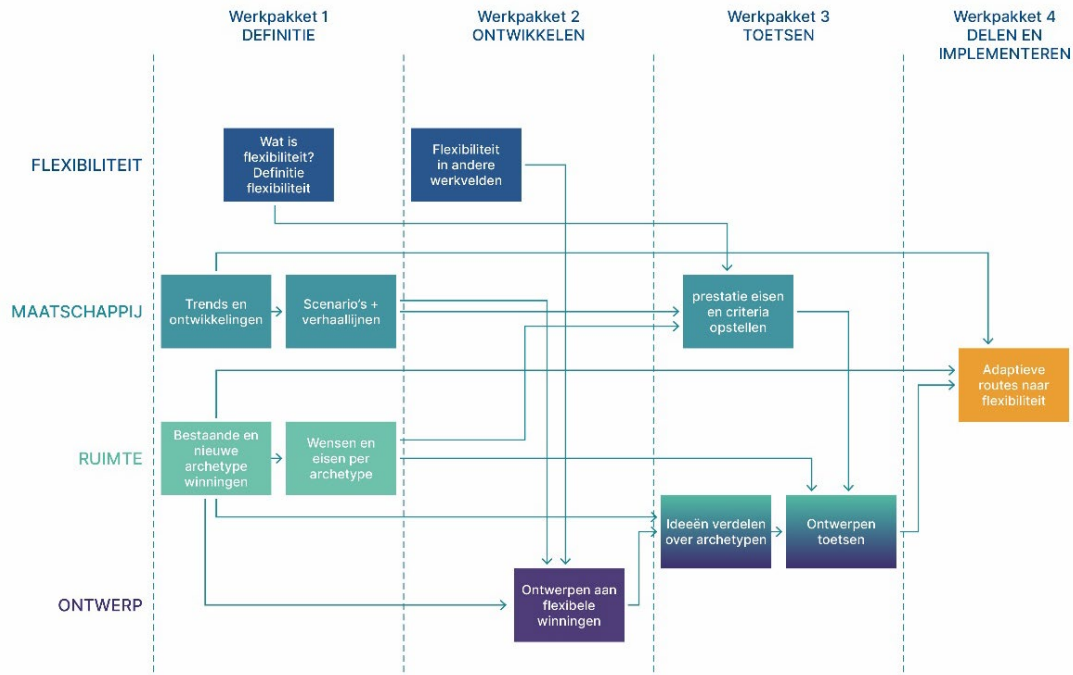 Werkpakket 1
DEFINITIE
Werkpakket 2
ONTWIKKELEN
Werkpakket 3
TOETSEN
Werkpakket 4
DELEN EN
IMPLEMENTEREN
FLEXIBILITEIT
Wat is
flexibiliteit?
Definitie
flexibiliteit
Flexibiliteit
in andere
werkvelden
MAATSCHAPPIJ
Trends en
ontwikkelingen
Scenario's +
verhaallijnen
prestatie eisen
en criteria
opstellen
Adaptieve
routes naar
flexibiliteit
RUIMTE
Bestaande en
nieuwe
archetype
winningen
Wensen en
eisen per
archetype
Ideeën verdelen
over archetypen
Ontwerpen
toetsen
ONTWERP
Ontwerpen aan
flexibele
winningen